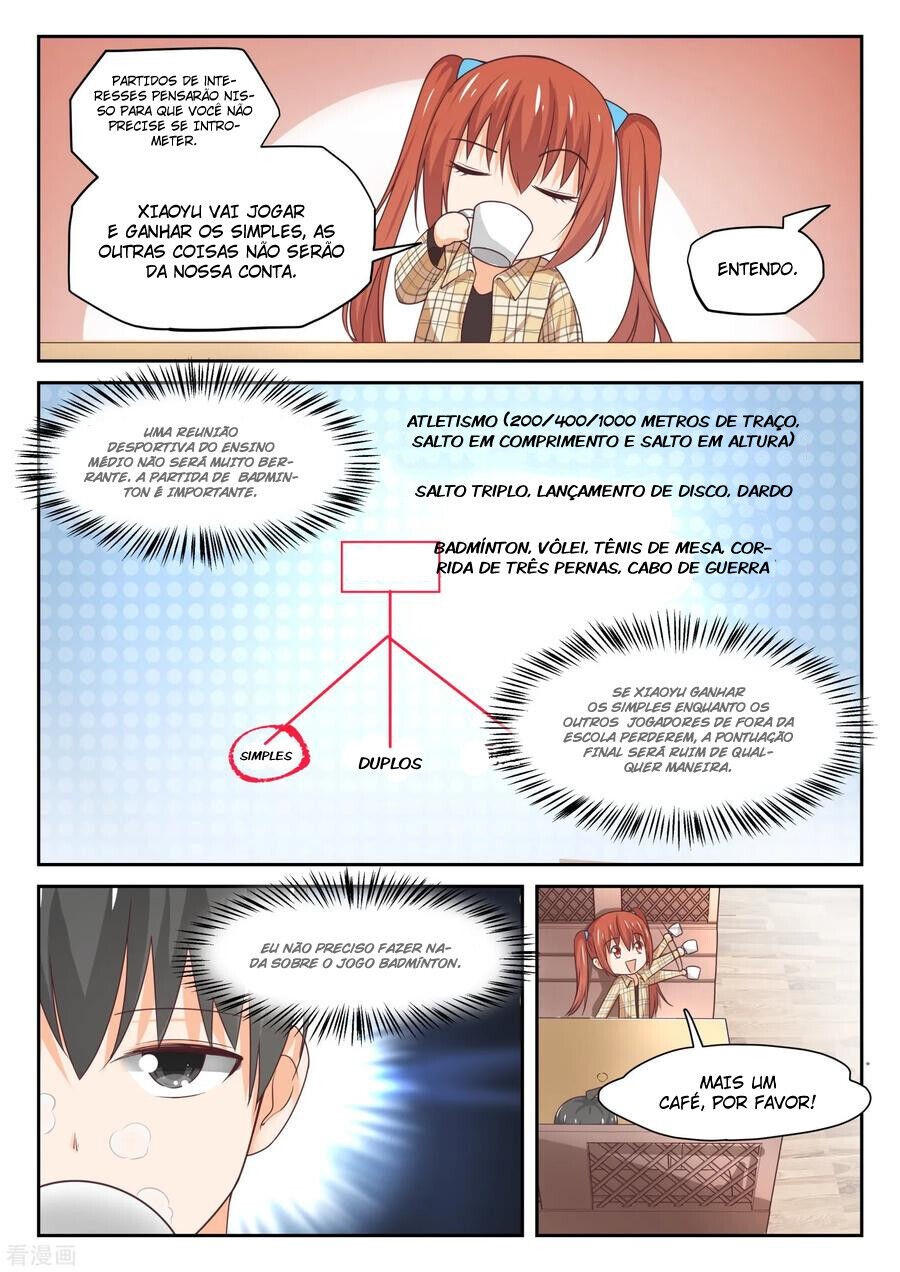 PARTIDOS DE INTE-
RESSES PENSARÃO NIS-
SO PARA QUE VOCÊ NÃO
PRECISE SE INTRO-
METER.
XIAOYU VAI JOGAR
E GANHAR OS SIMPLES, AS
OUTRAS COISAS NÃO SERÃO
DA NOSSA CONTA.
ENTENDO.
UMA REUNIÃO
DESPORTIVA DO ENSINO
MÉDIO NÃO SERÁ MUITO BER-
RANTE. A PARTIDA DE BADMIN-
TON É IMPORTANTE.
ATLETISMO (200/400/1000 METROS DE TRAÇO,
SALTO EM COMPRIMENTO E SALTO EM ALTURA)
SALTO TRIPLO, LANÇAMENTO DE DISCO, DARDO
BADMÍNTON, VÔLEI, TÊNIS DE MESA, COR-
RIDA DE TRÊS PERNAS, CABO DE GUERRA
SIMPLES
DUPLOS
SE XIAOYU GANHAR
OS SIMPLES ENQUANTO OS
OUTROS JOGADORES DE FORA DA
ESCOLA PERDEREM, A PONTUAÇÃO
FINAL SERÁ RUIM DE QUAL-
QUER MANEIRA.
EU NÃO PRECISO FAZER NA-
DA SOBRE O JOGO BADMÍNTON.
MAIS UM
CAFÉ, POR FAVOR!
看漫画